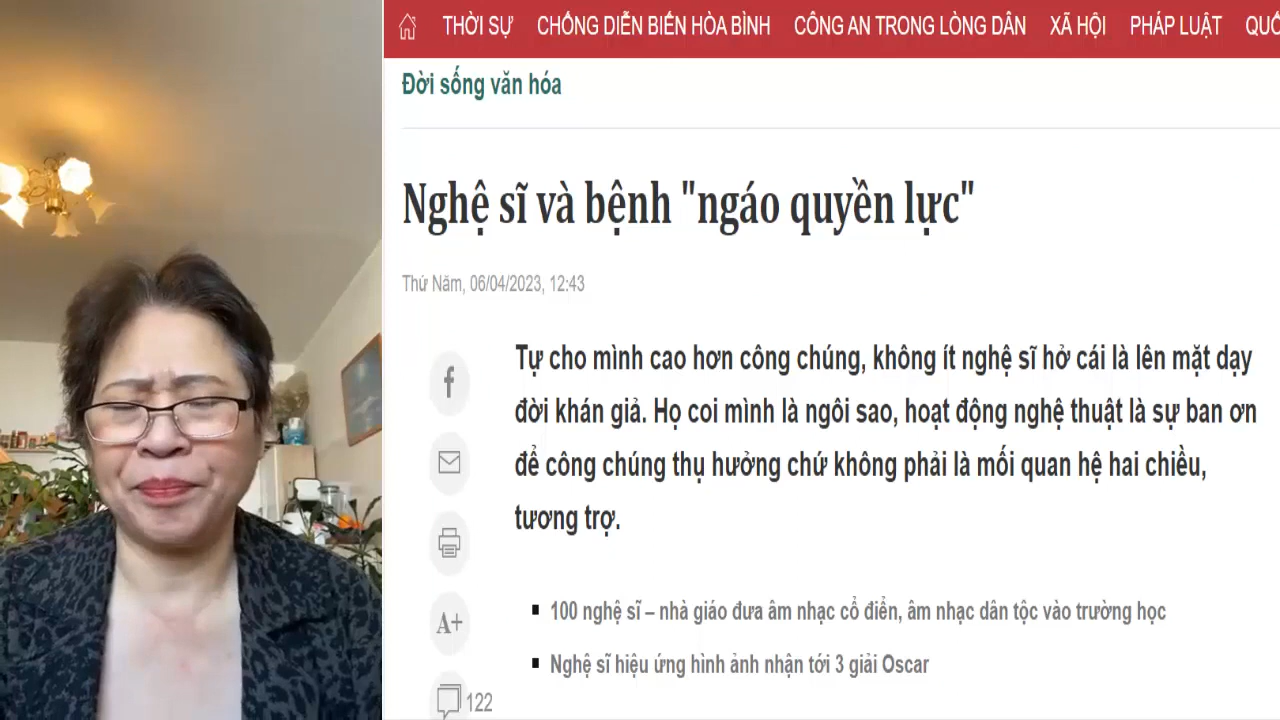 THỜI SỰ CHỐNG DIỄN BIẾN HÒA BÌNH CÔNG AN TRONG LÒNG DÂN XÃ HỘI PHÁP LUẬT QUỐ
Đời sống văn hóa
Nghệ sĩ và bệnh "ngáo quyền lực"
Thứ Năm, 06/04/2023, 12:43
Tự cho mình cao hơn công chúng, không ít nghệ sĩ hở cái là lên mặt dạy
đời khán giả. Họ coi mình là ngôi sao, hoạt động nghệ thuật là sự ban ơn
để công chúng thụ hưởng chứ không phải là mối quan hệ hai chiều,
tương trợ.
100 nghệ sĩ – nhà giáo đưa âm nhạc cổ điển, âm nhạc dân tộc vào trường học
Nghệ sĩ hiệu ứng hình ảnh nhận tới 3 giải Oscar
A+
122